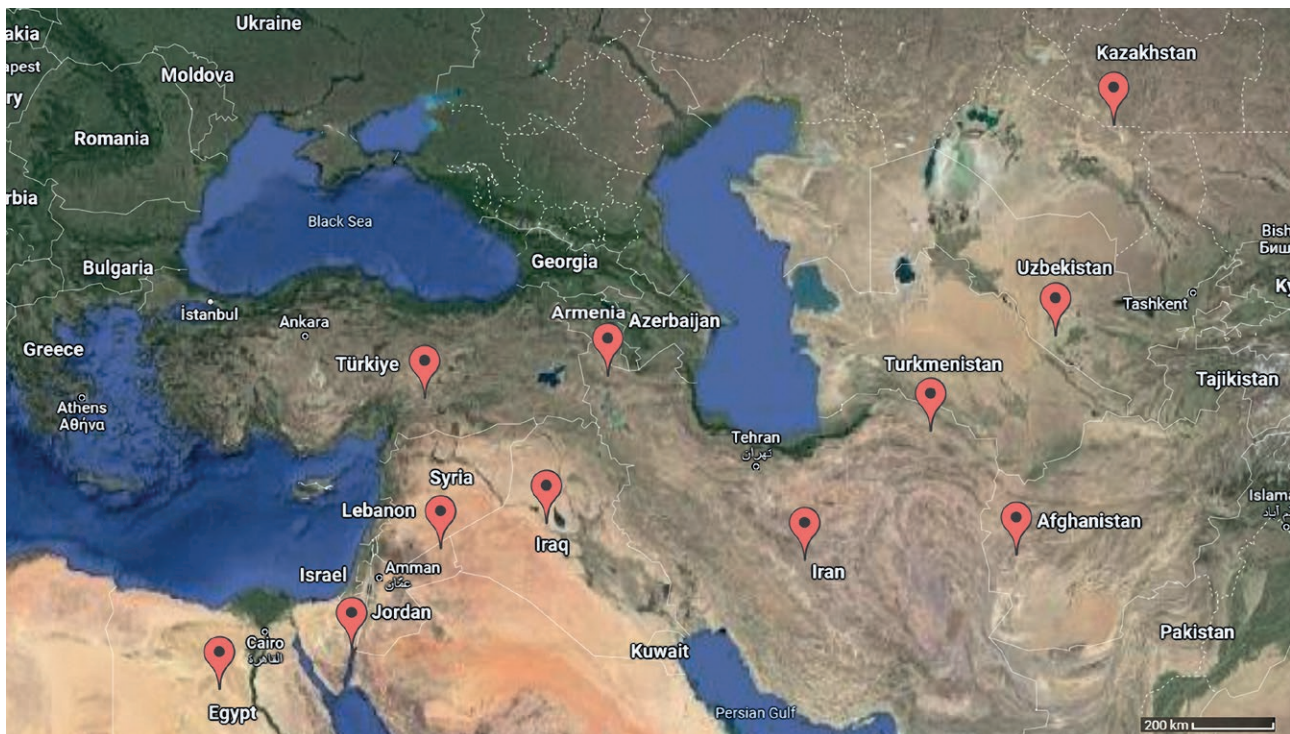 Ukraine
akia
apest
ry
Moldova
Kazakhstan
Romania
rbia
Black Sea
Bish
Биш
Georgia
Bulgaria
Uzbekistan
Ky
Tashkent
İstanbul
Ankara
Armenia
Azerbaijan
Greece
Türkiye
Turkmenistan
Tajikistan
Athens
Αθήνα
Tehran
تهران
Syria
Lebanon
Islama
Afghanistan
Iraq
Israel
Amman
عمّان
Iran
Jordan
Cairo
القاهرة
Kuwait
Pakistan
Egypt
Persian Gulf
200 km